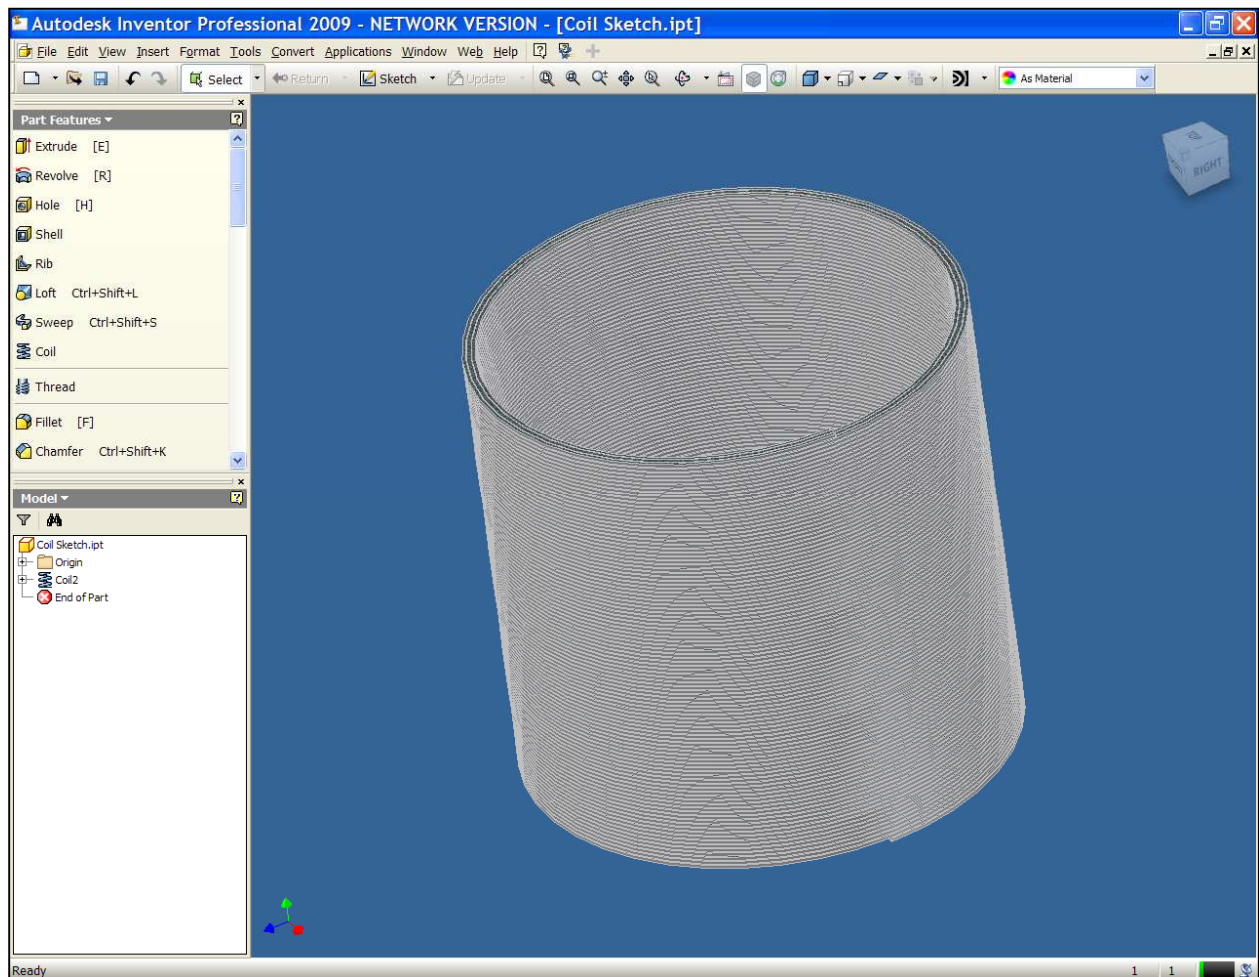 Autodesk Inventor Professional 2009 - NETWORK VERSION - [Coil Sketch.ipt]
File Edit View Insert Format Tools Convert Applications Window Web Help
Select Return Sketch Update As Material
Part Features
Extrude [E]
Revolve [R]
Hole [H]
Shell
Rib
Loft Ctrl+Shift+L
Sweep Ctrl+Shift+S
Coil
Thread
Fillet [F]
Chamfer Ctrl+Shift+K
Model
Coil Sketch.ipt
Origin
Coil2
End of Part
RIGHT
Ready 1 1